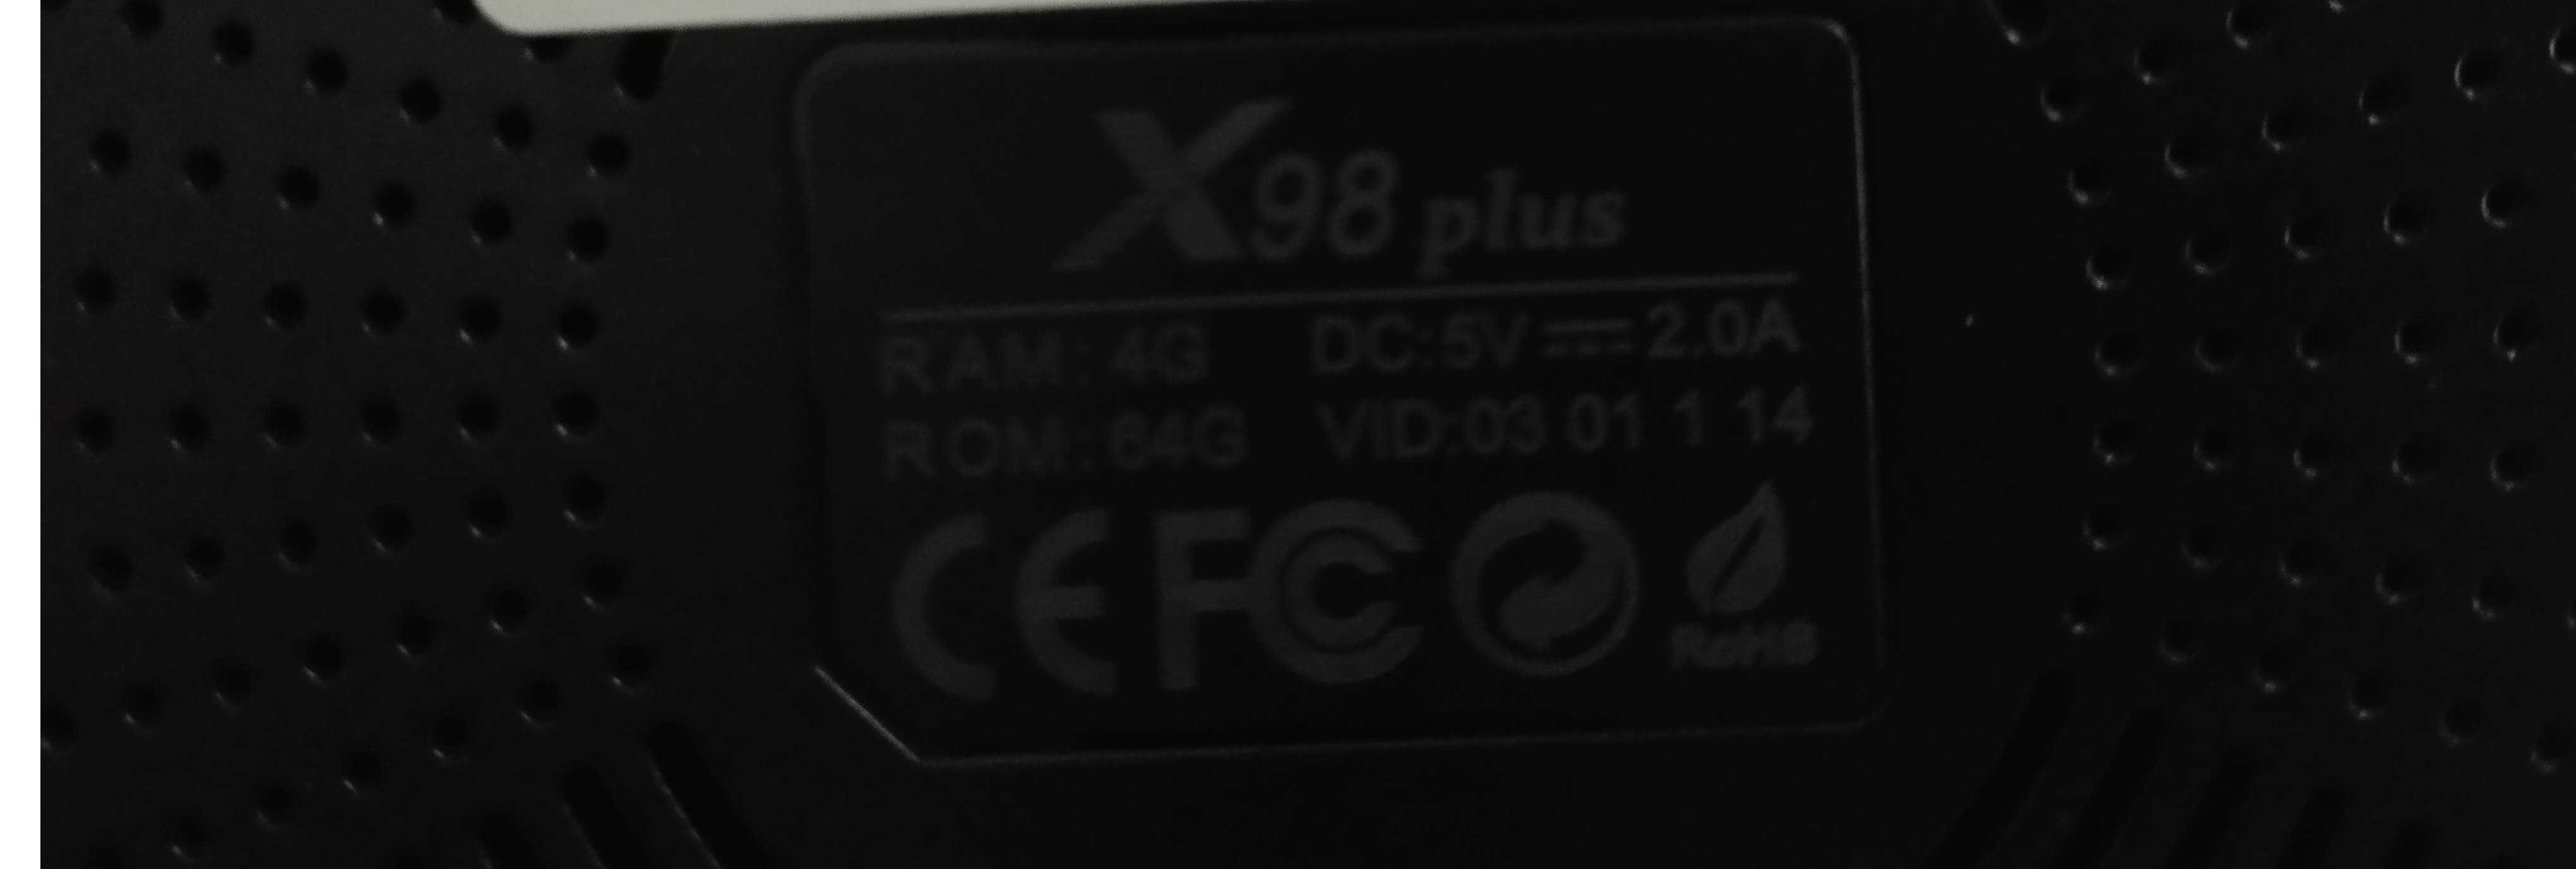 X98 plus
RAM: 4G DC:5V⎓2.0A
ROM: 64G VID:03 01 1 14
CE FC
RoHS